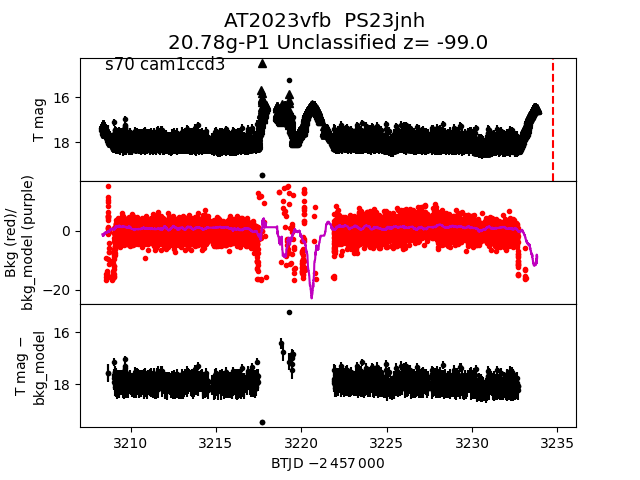 AT2023vfb  PS23jnh
20.78g-P1 Unclassified z= -99.0
s70 cam1ccd3
T mag
16
18
Bkg (red)/
bkg_model (purple)
0
−20
T mag −
bkg_model
16
18
3210 3215 3220 3225 3230 3235
BTJD −2 457 000